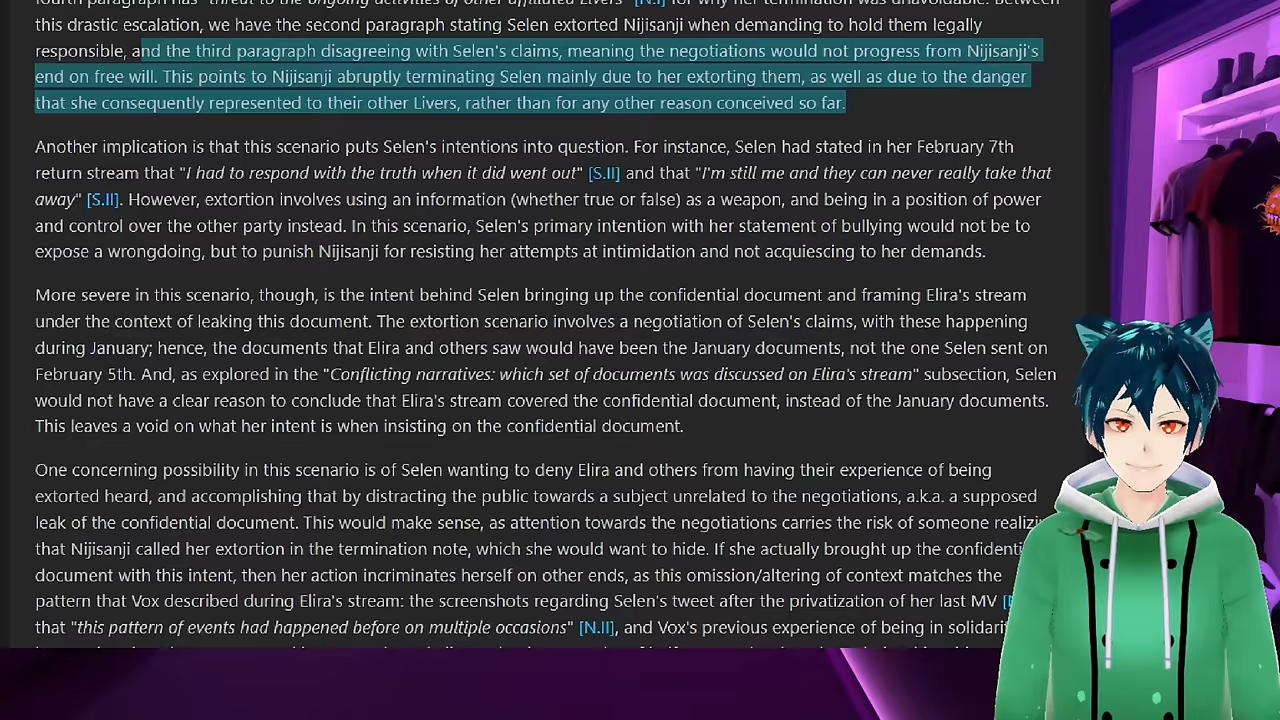 fourth paragraph has "threat to the ongoing activities of other affiliated Livers" [N.I] for why her termination was unavoidable. Between
this drastic escalation, we have the second paragraph stating Selen extorted Nijisanji when demanding to hold them legally
responsible, and the third paragraph disagreeing with Selen's claims, meaning the negotiations would not progress from Nijisanji's
end on free will. This points to Nijisanji abruptly terminating Selen mainly due to her extorting them, as well as due to the danger
that she consequently represented to their other Livers, rather than for any other reason conceived so far.
Another implication is that this scenario puts Selen's intentions into question. For instance, Selen had stated in her February 7th
return stream that "I had to respond with the truth when it did went out" [S.II] and that "I'm still me and they can never really take that
away" [S.II]. However, extortion involves using an information (whether true or false) as a weapon, and being in a position of power
and control over the other party instead. In this scenario, Selen's primary intention with her statement of bullying would not be to
expose a wrongdoing, but to punish Nijisanji for resisting her attempts at intimidation and not acquiescing to her demands.
More severe in this scenario, though, is the intent behind Selen bringing up the confidential document and framing Elira's stream
under the context of leaking this document. The extortion scenario involves a negotiation of Selen's claims, with these happening
during January; hence, the documents that Elira and others saw would have been the January documents, not the one Selen sent on
February 5th. And, as explored in the "Conflicting narratives: which set of documents was discussed on Elira's stream" subsection, Selen
would not have a clear reason to conclude that Elira's stream covered the confidential document, instead of the January documents.
This leaves a void on what her intent is when insisting on the confidential document.
One concerning possibility in this scenario is of Selen wanting to deny Elira and others from having their experience of being
extorted heard, and accomplishing that by distracting the public towards a subject unrelated to the negotiations, a.k.a. a supposed
leak of the confidential document. This would make sense, as attention towards the negotiations carries the risk of someone realizi
that Nijisanji called her extortion in the termination note, which she would want to hide. If she actually brought up the confidenti
document with this intent, then her action incriminates herself on other ends, as this omission/altering of context matches the
pattern that Vox described during Elira's stream: the screenshots regarding Selen's tweet after the privatization of her last MV [
that "this pattern of events had happened before on multiple occasions" [N.II], and Vox's previous experience of being in solidari